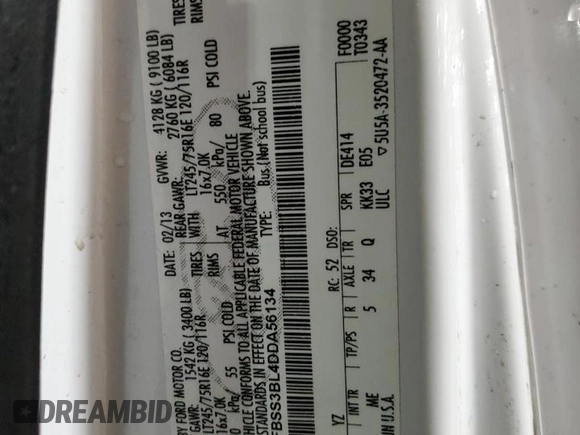 BY FORD MOTOR CO.
DATE: 02/13
GVWR: 4128 KG ( 9100 LB)
1542 KG ( 3400 LB)
REAR GAWR: 2760 KG ( 6084 LB)
LT245/75R16E 120/116R
TIRES
WITH
LT245/75R16E 120/116R
TIRES
16x7.0K
RIMS
16x7.0K
RIMS
kPa/ 55 PSI COLD
AT 550 kPa/ 80 PSI COLD
VEHICLE CONFORMS TO ALL APPLICABLE FEDERAL MOTOR VEHICLE
STANDARDS IN EFFECT ON THE DATE OF MANUFACTURE SHOWN ABOVE.
FBSS3BL4DDA56134
TYPE: Bus (Not school bus)
YZ
RC: 52 DSO:
F0000
T0343
INT TR TP/PS R AXLE TR SPR DE414
ME 5 34 Q KK33 E05
IN U.S.A.
ULC
▽5U5A-3520472-AA
DREAMBID